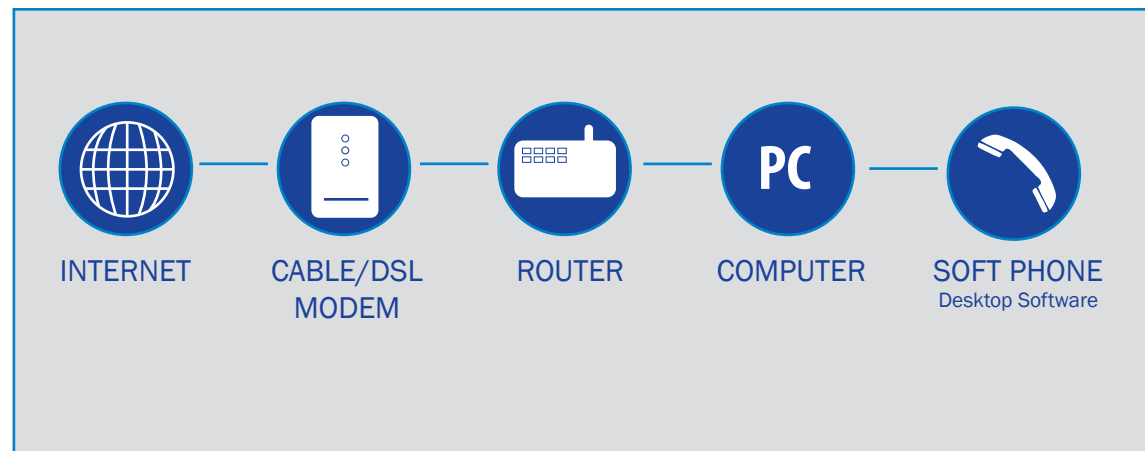 PC
INTERNET
CABLE/DSL
MODEM
ROUTER
COMPUTER
SOFT PHONE
Desktop Software